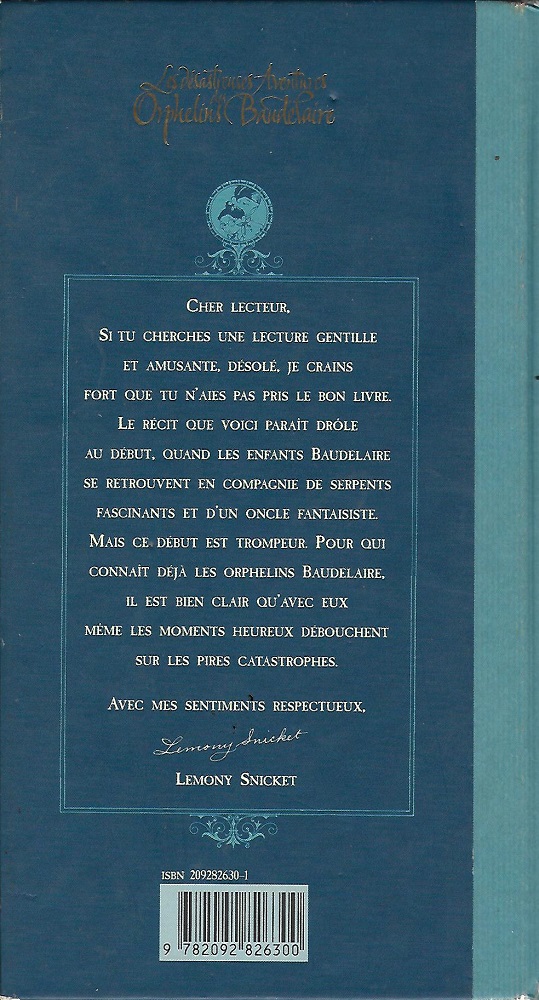 Les désastreuses Aventures
des
Orphelins Baudelaire
CHER LECTEUR,
SI TU CHERCHES UNE LECTURE GENTILLE
ET AMUSANTE, DÉSOLÉ, JE CRAINS
FORT QUE TU N'AIES PAS PRIS LE BON LIVRE.
LE RÉCIT QUE VOICI PARAÎT DRÔLE
AU DÉBUT, QUAND LES ENFANTS BAUDELAIRE
SE RETROUVENT EN COMPAGNIE DE SERPENTS
FASCINANTS ET D'UN ONCLE FANTAISISTE.
MAIS CE DÉBUT EST TROMPEUR. POUR QUI
CONNAÎT DÉJÀ LES ORPHELINS BAUDELAIRE,
IL EST BIEN CLAIR QU'AVEC EUX
MÊME LES MOMENTS HEUREUX DÉBOUCHENT
SUR LES PIRES CATASTROPHES.
AVEC MES SENTIMENTS RESPECTUEUX,
Lemony Snicket
LEMONY SNICKET
ISBN 209282630-1
9 782092 826300